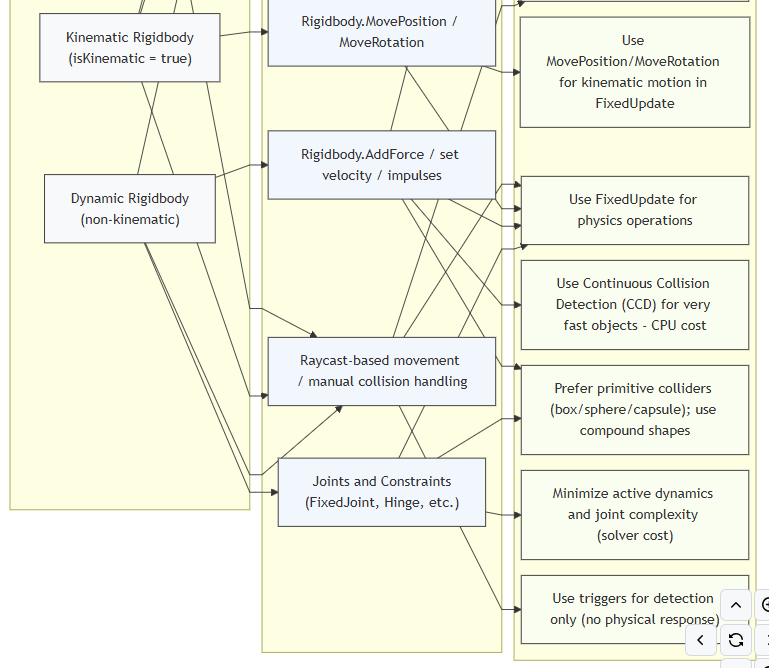 Kinematic Rigidbody
(isKinematic = true)
Dynamic Rigidbody
(non-kinematic)
Rigidbody.MovePosition /
MoveRotation
Rigidbody.AddForce / set
velocity / impulses
Raycast-based movement
/ manual collision handling
Joints and Constraints
(FixedJoint, Hinge, etc.)
Use
MovePosition/MoveRotation
for kinematic motion in
FixedUpdate
Use FixedUpdate for
physics operations
Use Continuous Collision
Detection (CCD) for very
fast objects - CPU cost
Prefer primitive colliders
(box/sphere/capsule); use
compound shapes
Minimize active dynamics
and joint complexity
(solver cost)
Use triggers for detection
only (no physical response)